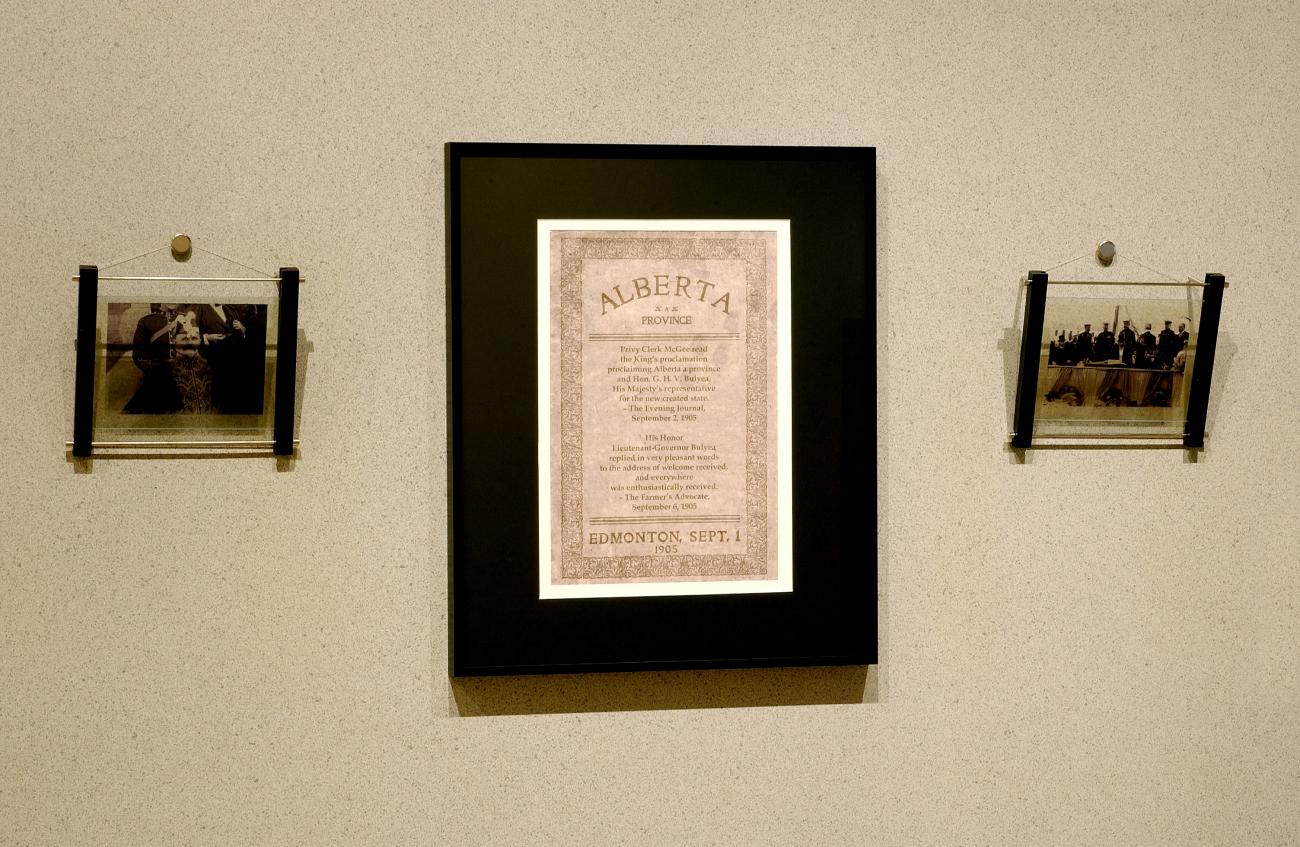 ALBERTA
A
PROVINCE
Privy Clerk McGee read
the King's proclamation
proclaiming Alberta a province
and Hon. G. H. V. Bulyea,
His Majesty's representative
for the new created state.
–The Evening Journal,
September 2, 1905
His Honor
Lieutenant-Governor Bulyea
replied in very pleasant words
to the address of welcome received,
and everywhere
was enthusiastically received.
– The Farmer's Advocate,
September 6, 1905
EDMONTON, SEPT. 1
1905